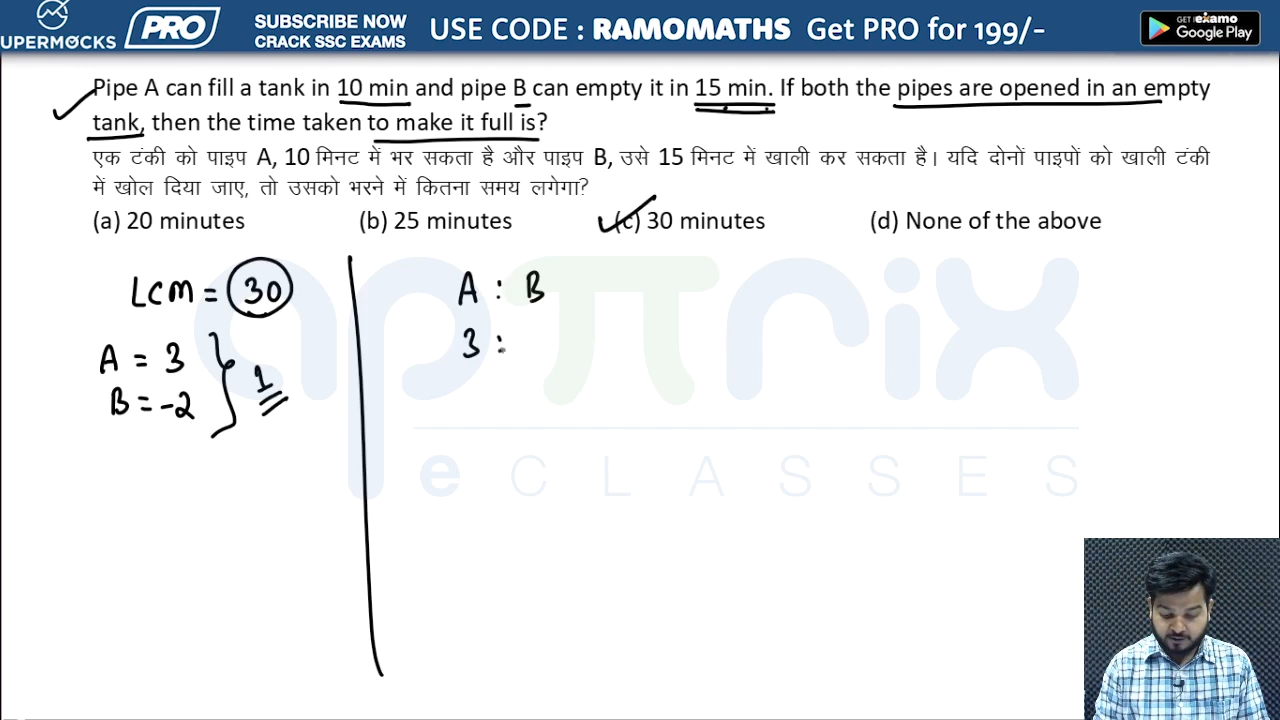 UPERMOCKS PRO SUBSCRIBE NOW
CRACK SSC EXAMS
USE CODE : RAMOMATHS Get PRO for 199/-
GET IT examo
Google Play
Pipe A can fill a tank in 10 min and pipe B can empty it in 15 min. If both the pipes are opened in an empty
tank, then the time taken to make it full is?
एक टंकी को पाइप A, 10 मिनट में भर सकता है और पाइप B, उसे 15 मिनट में खाली कर सकता है। यदि दोनों पाइपों को खाली टंकी
में खोल दिया जाए, तो उसको भरने में कितना समय लगेगा?
(a) 20 minutes (b) 25 minutes (c) 30 minutes (d) None of the above
LCM = 30
A = 3
B = -2
1
A : B
3 :
apπrix
e CLASSES